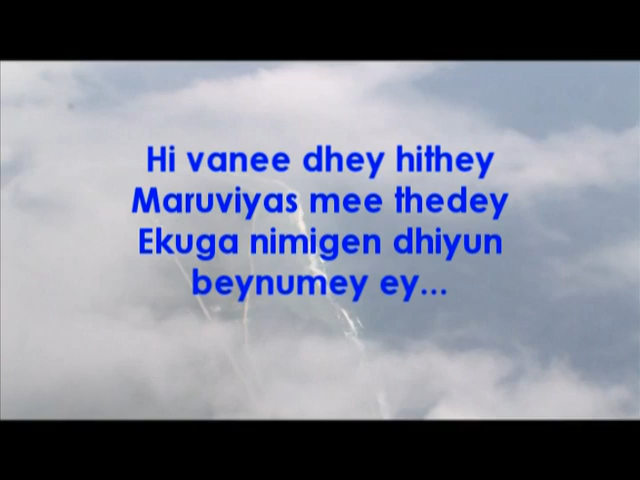 Hi vanee dhey hithey
Maruviyas mee thedey
Ekuga nimigen dhiyun
beynumey ey...